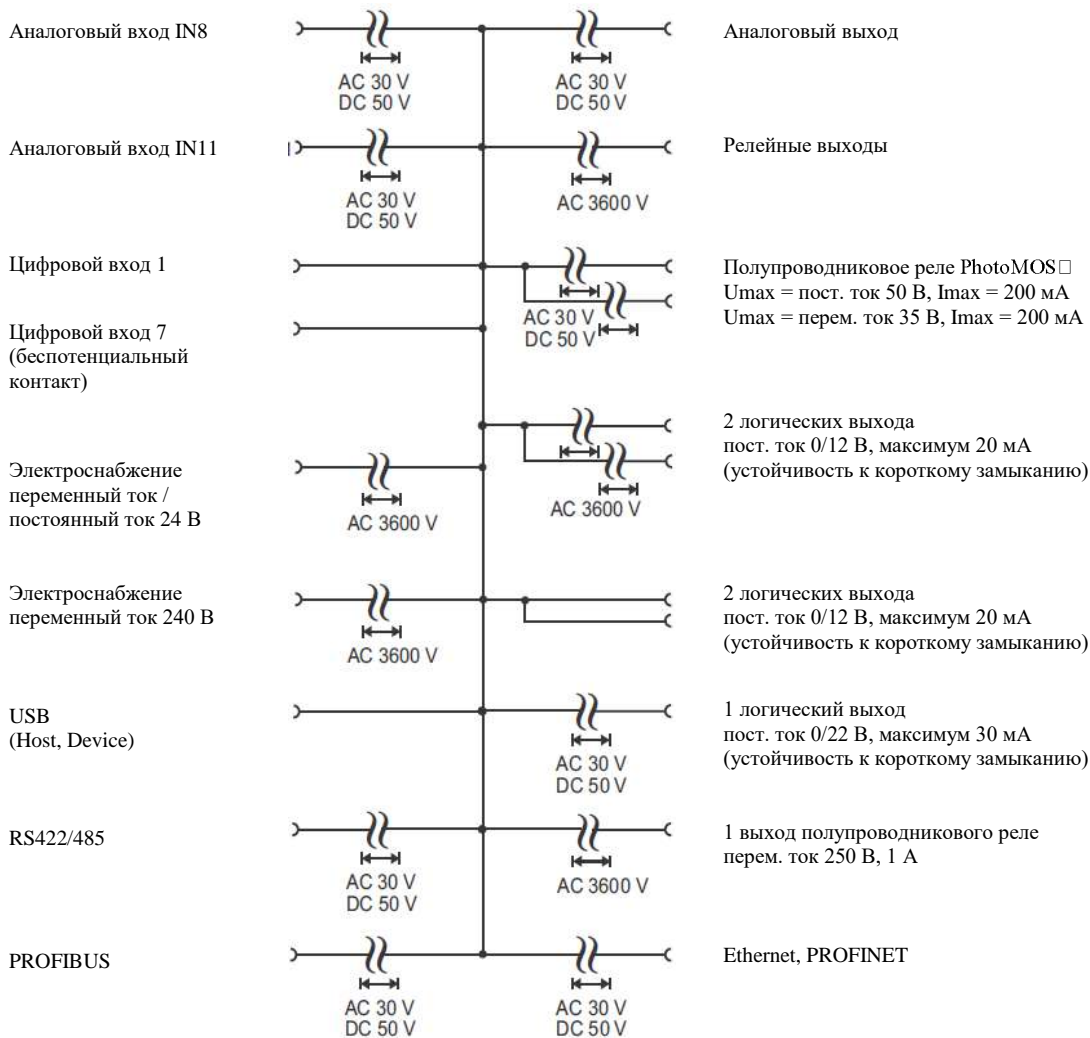 Аналоговый вход IN8
AC 30 V
DC 50 V
AC 30 V
DC 50 V
Аналоговый выход
Аналоговый вход IN11
AC 30 V
DC 50 V
AC 3600 V
Релейные выходы
Цифровой вход 1
AC 30 V
DC 50 V
Полупроводниковое реле PhotoMOS□
Umax = пост. ток 50 В, Imax = 200 мА
Umax = перем. ток 35 В, Imax = 200 мА
Цифровой вход 7
(беспотенциальный
контакт)
2 логических выхода
пост. ток 0/12 В, максимум 20 мА
(устойчивость к короткому замыканию)
AC 3600 V
Электроснабжение
переменный ток /
постоянный ток 24 В
AC 3600 V
Электроснабжение
переменный ток 240 В
AC 3600 V
2 логических выхода
пост. ток 0/12 В, максимум 20 мА
(устойчивость к короткому замыканию)
USB
(Host, Device)
AC 30 V
DC 50 V
1 логический выход
пост. ток 0/22 В, максимум 30 мА
(устойчивость к короткому замыканию)
RS422/485
AC 30 V
DC 50 V
AC 3600 V
1 выход полупроводникового реле
перем. ток 250 В, 1 А
PROFIBUS
AC 30 V
DC 50 V
AC 30 V
DC 50 V
Ethernet, PROFINET